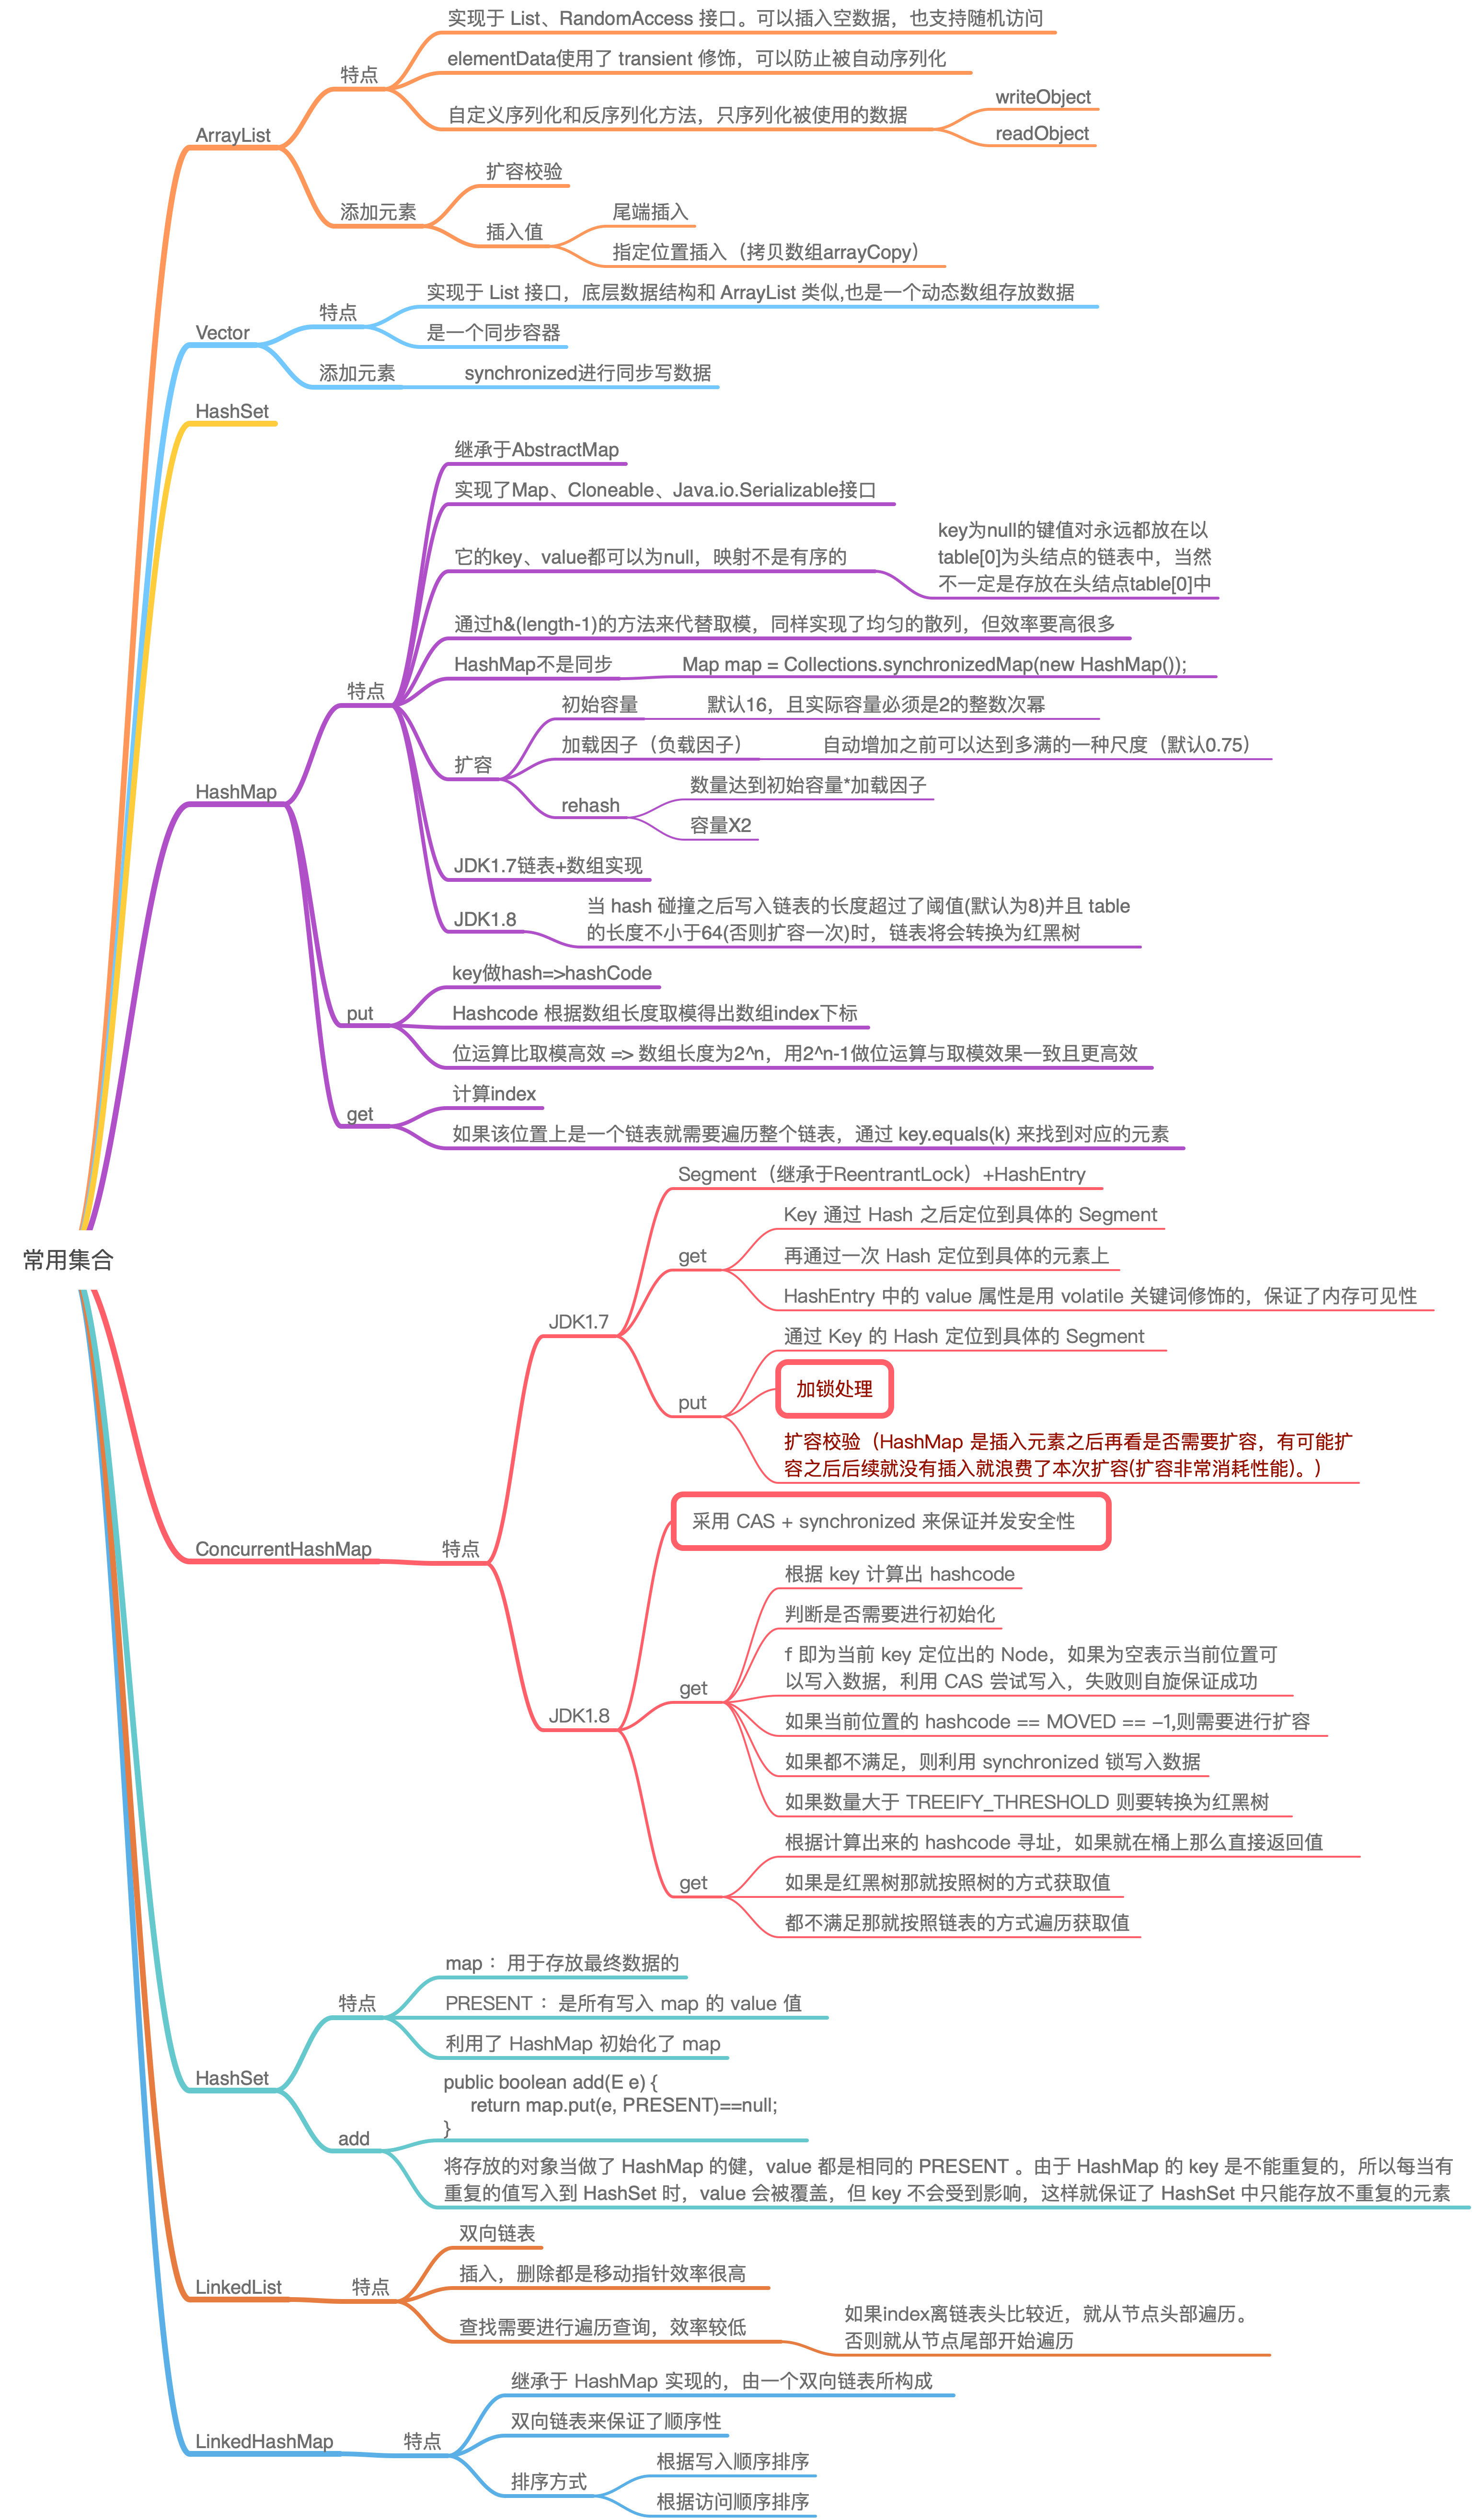 常用集合
ArrayList
特点
实现于 List、RandomAccess 接口。可以插入空数据，也支持随机访问
elementData使用了 transient 修饰，可以防止被自动序列化
自定义序列化和反序列化方法，只序列化被使用的数据
writeObject
readObject
添加元素
扩容校验
插入值
尾端插入
指定位置插入（拷贝数组arrayCopy）
Vector
特点
实现于 List 接口，底层数据结构和 ArrayList 类似,也是一个动态数组存放数据
是一个同步容器
添加元素
synchronized进行同步写数据
HashSet
HashMap
特点
继承于AbstractMap
实现了Map、Cloneable、Java.io.Serializable接口
它的key、value都可以为null，映射不是有序的
key为null的键值对永远都放在以
table[0]为头结点的链表中，当然
不一定是存放在头结点table[0]中
通过h&(length-1)的方法来代替取模，同样实现了均匀的散列，但效率要高很多
HashMap不是同步
Map map = Collections.synchronizedMap(new HashMap());
扩容
初始容量
默认16，且实际容量必须是2的整数次幂
加载因子（负载因子）
自动增加之前可以达到多满的一种尺度（默认0.75）
rehash
数量达到初始容量*加载因子
容量X2
JDK1.7链表+数组实现
JDK1.8
当 hash 碰撞之后写入链表的长度超过了阈值(默认为8)并且 table
的长度不小于64(否则扩容一次)时，链表将会转换为红黑树
put
key做hash=>hashCode
Hashcode 根据数组长度取模得出数组index下标
位运算比取模高效 => 数组长度为2^n，用2^n-1做位运算与取模效果一致且更高效
get
计算index
如果该位置上是一个链表就需要遍历整个链表，通过 key.equals(k) 来找到对应的元素
ConcurrentHashMap
特点
JDK1.7
Segment（继承于ReentrantLock）+HashEntry
get
Key 通过 Hash 之后定位到具体的 Segment
再通过一次 Hash 定位到具体的元素上
HashEntry 中的 value 属性是用 volatile 关键词修饰的，保证了内存可见性
put
通过 Key 的 Hash 定位到具体的 Segment
加锁处理
扩容校验（HashMap 是插入元素之后再看是否需要扩容，有可能扩
容之后后续就没有插入就浪费了本次扩容(扩容非常消耗性能)。）
JDK1.8
采用 CAS + synchronized 来保证并发安全性
get
根据 key 计算出 hashcode
判断是否需要进行初始化
f 即为当前 key 定位出的 Node，如果为空表示当前位置可
以写入数据，利用 CAS 尝试写入，失败则自旋保证成功
如果当前位置的 hashcode == MOVED == –1,则需要进行扩容
如果都不满足，则利用 synchronized 锁写入数据
如果数量大于 TREEIFY_THRESHOLD 则要转换为红黑树
get
根据计算出来的 hashcode 寻址，如果就在桶上那么直接返回值
如果是红黑树那就按照树的方式获取值
都不满足那就按照链表的方式遍历获取值
HashSet
特点
map： 用于存放最终数据的
PRESENT： 是所有写入 map 的 value 值
利用了 HashMap 初始化了 map
add
public boolean add(E e) {
return map.put(e, PRESENT)==null;
}
将存放的对象当做了 HashMap 的健，value 都是相同的 PRESENT 。由于 HashMap 的 key 是不能重复的，所以每当有
重复的值写入到 HashSet 时，value 会被覆盖，但 key 不会受到影响，这样就保证了 HashSet 中只能存放不重复的元素
LinkedList
特点
双向链表
插入，删除都是移动指针效率很高
查找需要进行遍历查询，效率较低
如果index离链表头比较近，就从节点头部遍历。
否则就从节点尾部开始遍历
LinkedHashMap
特点
继承于 HashMap 实现的，由一个双向链表所构成
双向链表来保证了顺序性
排序方式
根据写入顺序排序
根据访问顺序排序